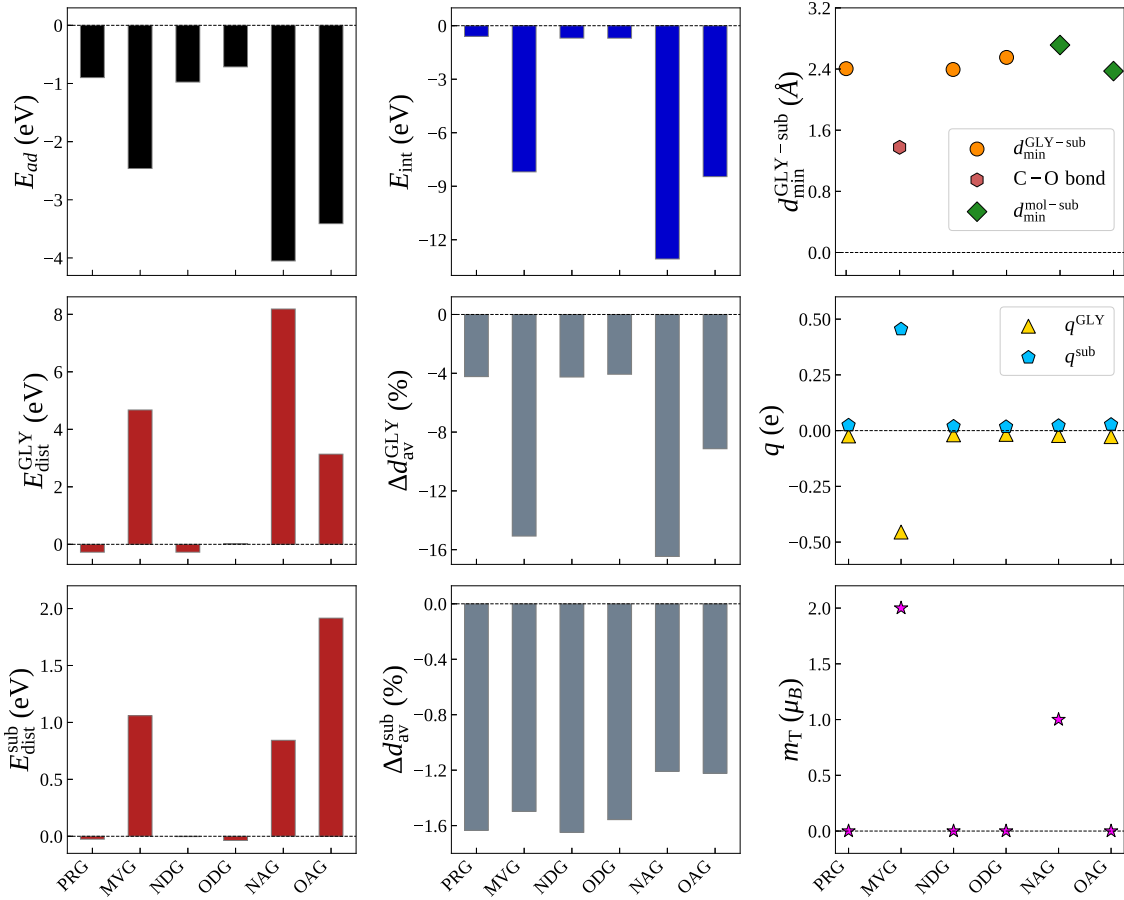 E_ad (eV)
0
−1
−2
−3
−4
E_int (eV)
0
−3
−6
−9
−12
d_min^GLY−sub (Å)
3.2
2.4
1.6
0.8
0.0
d_min^GLY−sub
C−O bond
d_min^mol−sub
E_dist^GLY (eV)
8
6
4
2
0
Δd_av^GLY (%)
0
−4
−8
−12
−16
q (e)
0.50
0.25
0.00
−0.25
−0.50
q^GLY
q^sub
E_dist^sub (eV)
2.0
1.5
1.0
0.5
0.0
PRG MVG NDG ODG NAG OAG
Δd_av^sub (%)
0.0
−0.4
−0.8
−1.2
−1.6
PRG MVG NDG ODG NAG OAG
m_T (μ_B)
2.0
1.5
1.0
0.5
0.0
PRG MVG NDG ODG NAG OAG